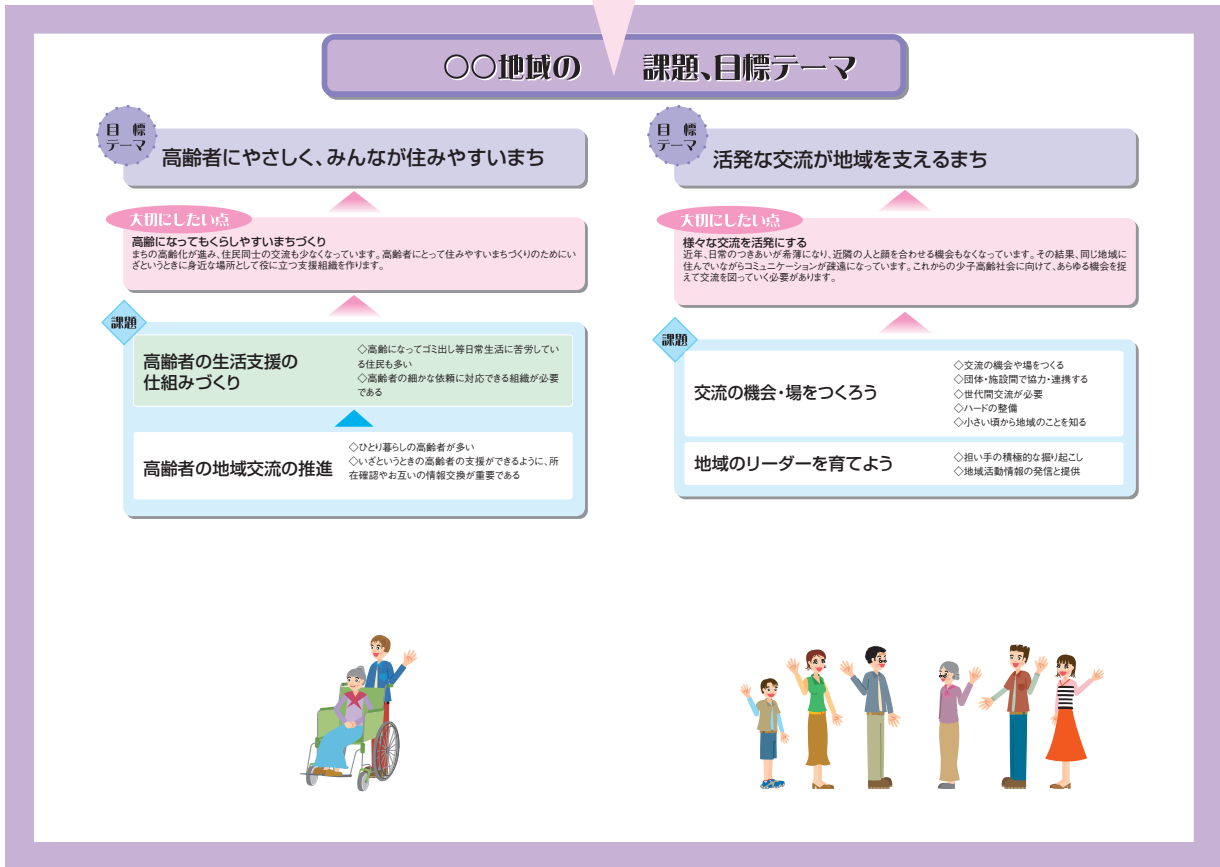 ○○地域の 課題、目標テーマ
目標
テーマ
高齢者にやさしく、みんなが住みやすいまち
大切にしたい点
高齢になってもくらしやすいまちづくり
まちの高齢化が進み、住民同士の交流も少なくなっています。高齢者にとって住みやすいまちづくりのためにい
ざというときに身近な場所として役に立つ支援組織を作ります。
課題
高齢者の生活支援の
仕組みづくり
◇高齢になってゴミ出し等日常生活に苦労してい
る住民も多い
◇高齢者の細かな依頼に対応できる組織が必要
である
高齢者の地域交流の推進
◇ひとり暮らしの高齢者が多い
◇いざというときの高齢者の支援ができるように、所
在確認やお互いの情報交換が重要である
目標
テーマ
活発な交流が地域を支えるまち
大切にしたい点
様々な交流を活発にする
近年、日常のつきあいが希薄になり、近隣の人と顔を合わせる機会もなくなっています。その結果、同じ地域に
住んでいながらコミュニケーションが疎遠になっています。これからの少子高齢社会に向けて、あらゆる機会を捉
えて交流を図っていく必要があります。
課題
交流の機会・場をつくろう
◇交流の機会や場をつくる
◇団体・施設間で協力・連携する
◇世代間交流が必要
◇ハードの整備
◇小さい頃から地域のことを知る
地域のリーダーを育てよう
◇担い手の積極的な掘り起こし
◇地域活動情報の発信と提供